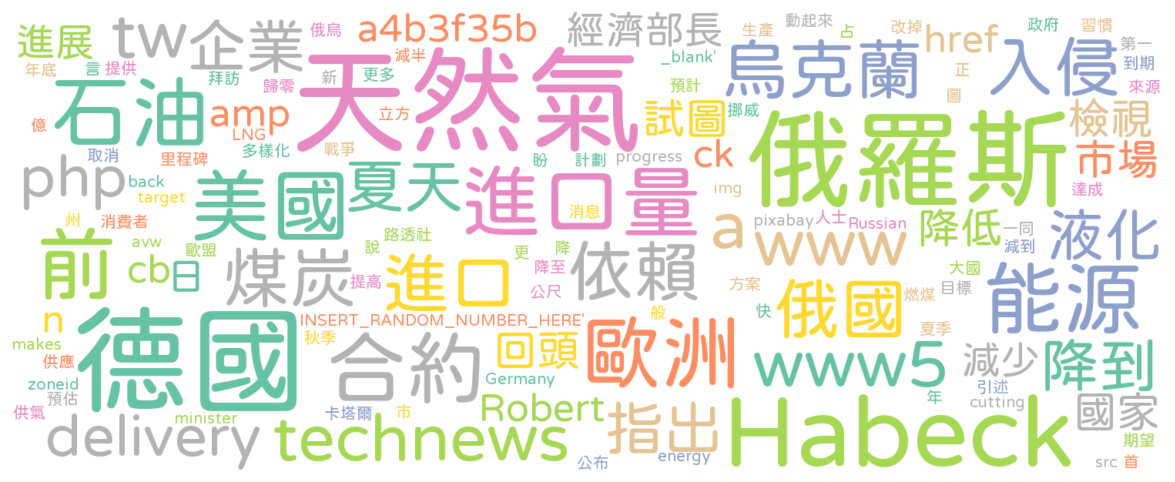 進展
tw
企業
俄烏
a4b3f35b
經濟部長
生產
動起來
占
改掉
政府
習慣
年底
言
提供
天然氣
減半
_blank'
烏克蘭
href
入侵
第一
到期
拜訪
歸零
新
更多
預計
正
來源
石油
億
amp
立方
試圖
挪威
圖
檢視
LNG
多樣化
戰爭
俄羅斯
取消
里程碑
盼
計劃
progress
ck
市場
php
back
target
美國
夏天
進口量
img
達成
州
消費者
消息
a
pixabay
人士
Russian
降低
一同
減到
液化
前
avw
歐盟
路透社
www
cb
日
煤炭
提高
說
進口
更
降
降至
依賴
大國
目標
能源
方案
俄國
燃煤
公尺
n
INSERT_RANDOM_NUMBER_HERE'
般
快
夏季
makes
秋季
供應
德國
合約
回頭
歐洲
www5
減少
降到
zoneid
預估
Germany
年
引述
cutting
國家
供氣
minister
卡塔爾
市
Robert
指出
Habeck
期望
delivery
technews
公布
energy
src
首